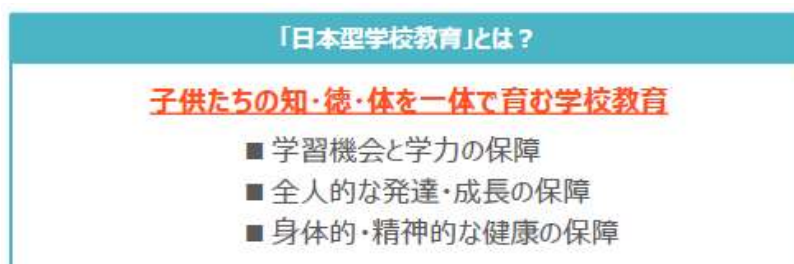 「日本型学校教育」とは？
子供たちの知・徳・体を一体で育む学校教育
■ 学習機会と学力の保障
■ 全人的な発達・成長の保障
■ 身体的・精神的な健康の保障